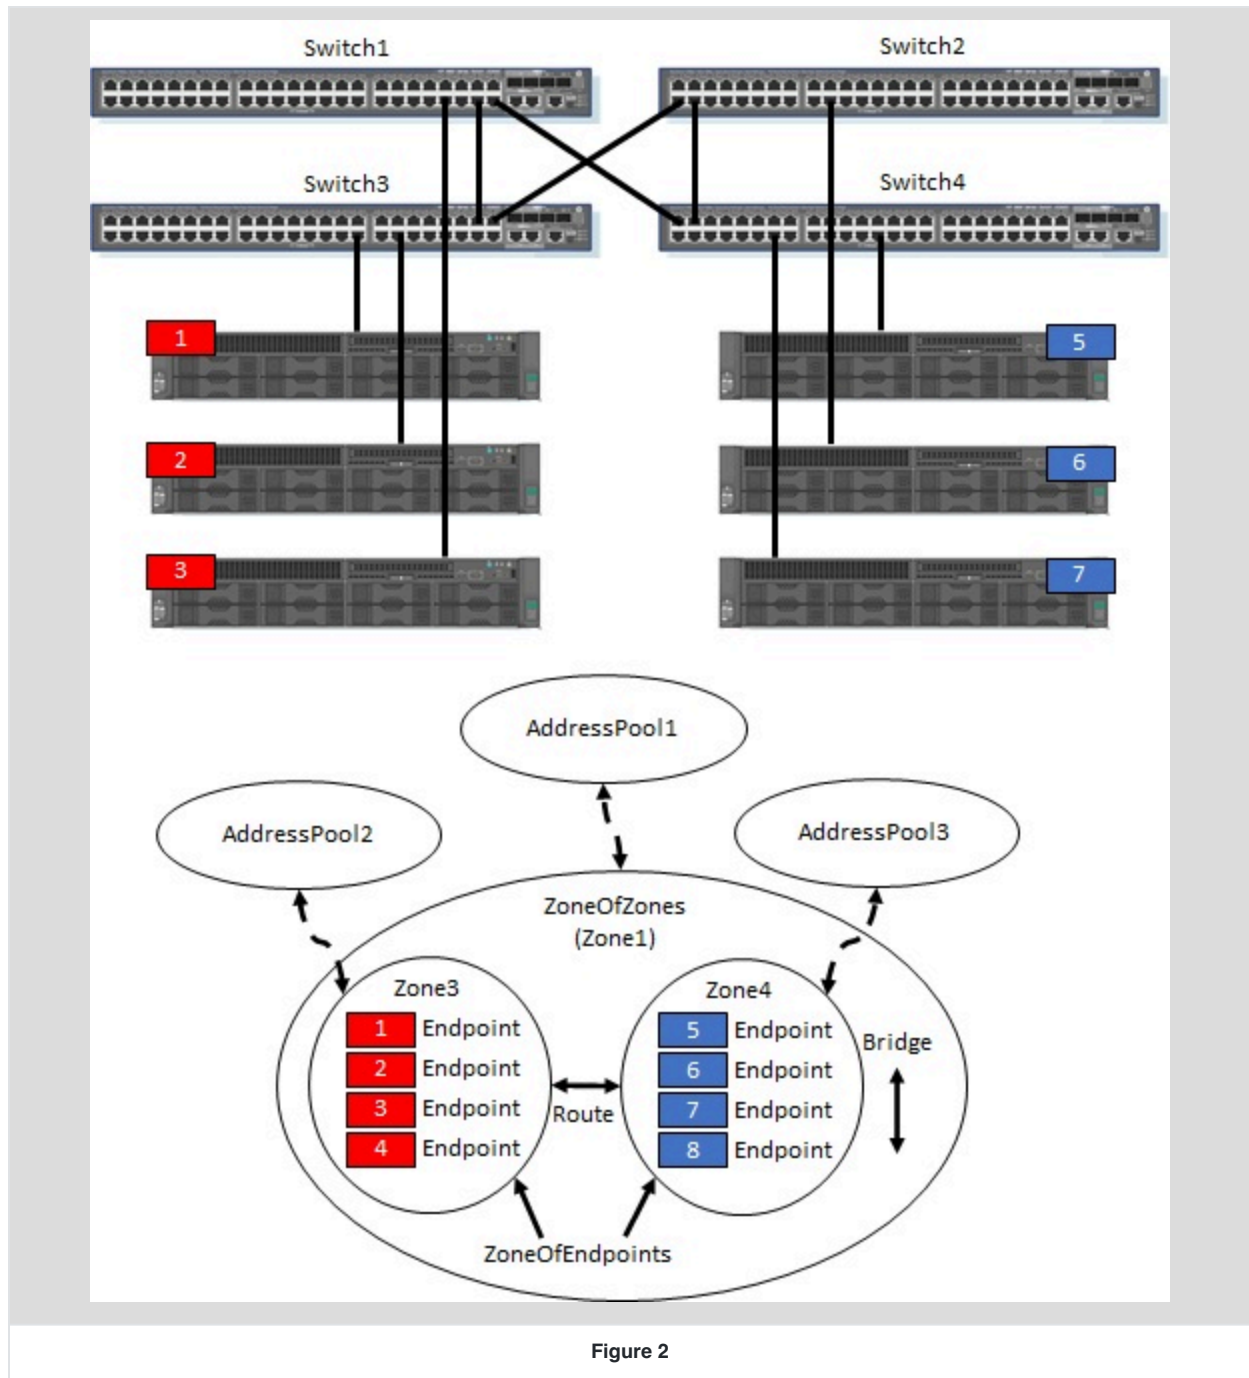 Switch1
Switch2
Switch3
Switch4
1
5
2
6
3
7
AddressPool1
AddressPool2
AddressPool3
ZoneOfZones
(Zone1)
Zone3
1 Endpoint
2 Endpoint
3 Endpoint
4 Endpoint
Zone4
5 Endpoint
6 Endpoint
7 Endpoint
8 Endpoint
Bridge
Route
ZoneOfEndpoints
Figure 2